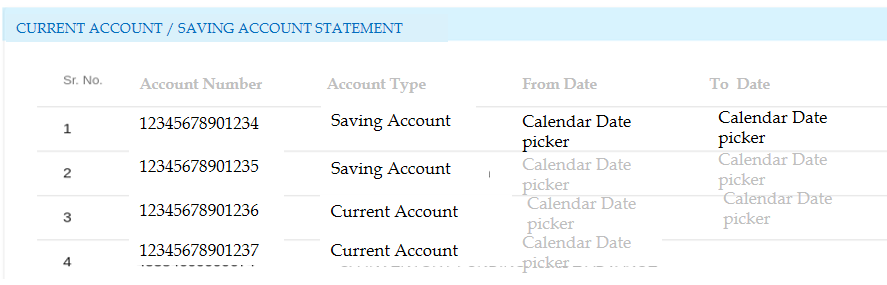 CURRENT ACCOUNT / SAVING ACCOUNT STATEMENT
Sr. No. Account Number Account Type From Date To Date
1 12345678901234 Saving Account Calendar Date picker Calendar Date picker
2 12345678901235 Saving Account Calendar Date picker Calendar Date picker
3 12345678901236 Current Account Calendar Date picker Calendar Date picker
4 12345678901237 Current Account Calendar Date picker